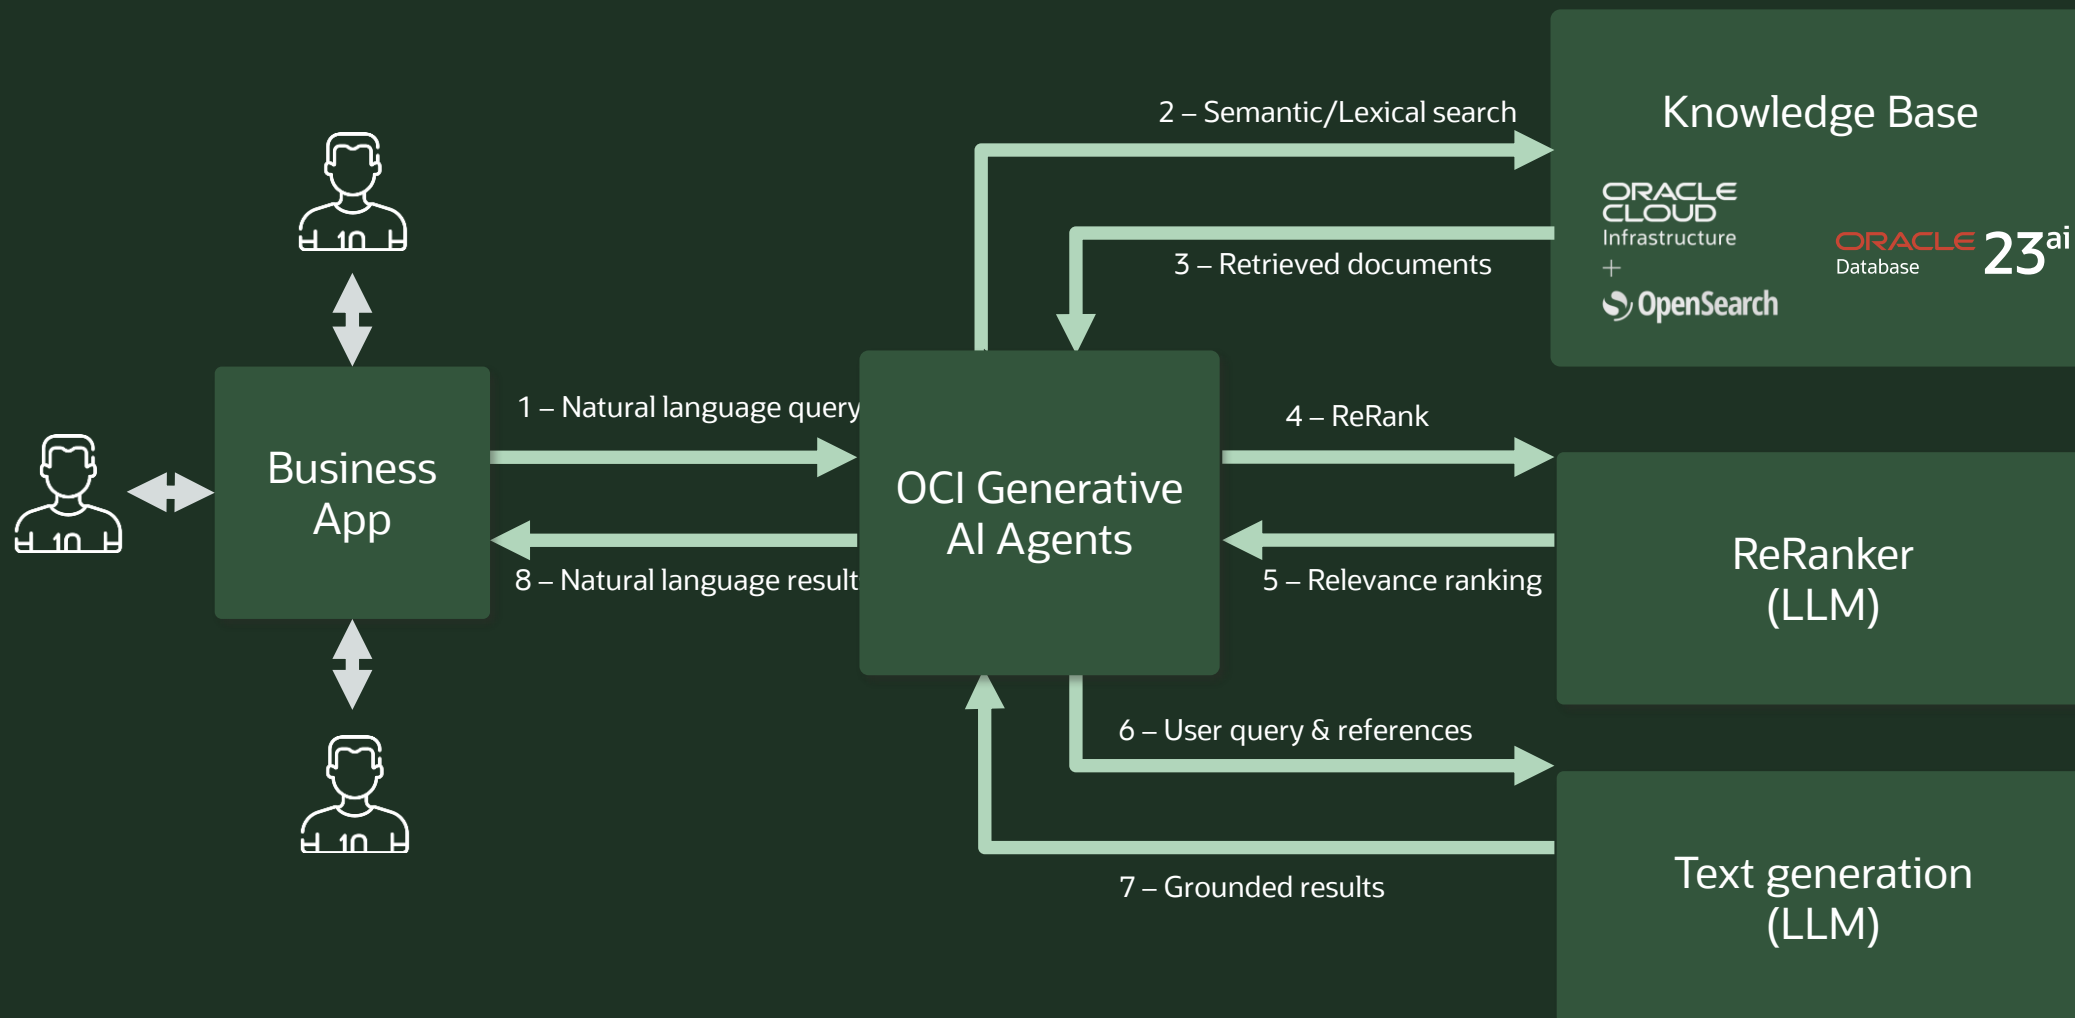 2 – Semantic/Lexical search
Knowledge Base
ORACLE
CLOUD
Infrastructure
+
OpenSearch
ORACLE
Database
23ai
3 – Retrieved documents
10
1 – Natural language query
4 – ReRank
Business
App
OCI Generative
AI Agents
10
8 – Natural language result
5 – Relevance ranking
ReRanker
(LLM)
6 – User query & references
10
7 – Grounded results
Text generation
(LLM)